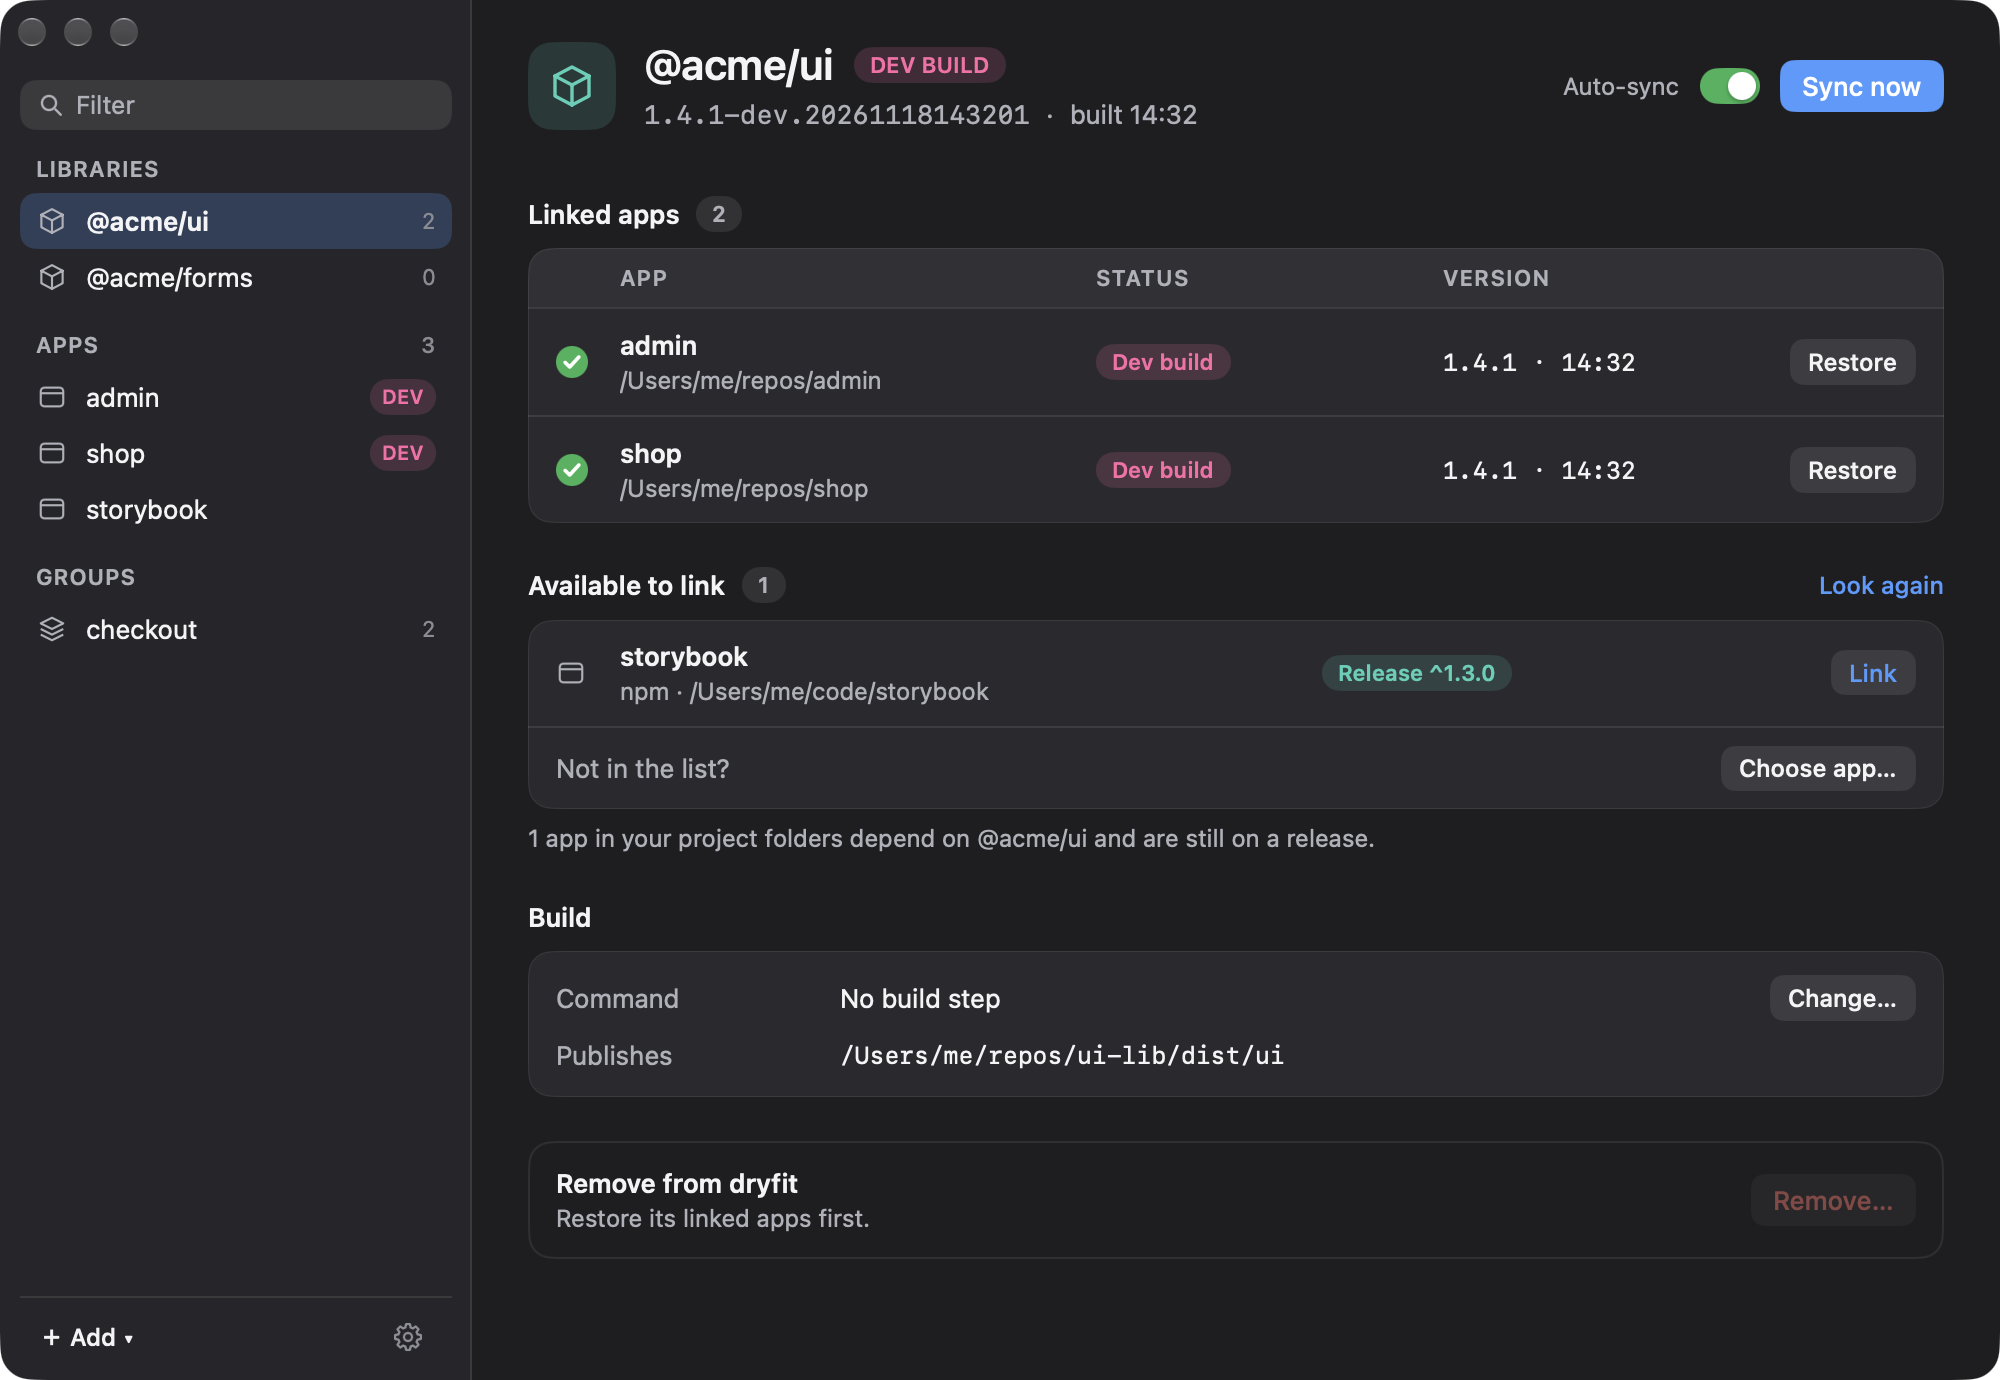 Filter
LIBRARIES
@acme/ui 2
@acme/forms 0
APPS 3
admin DEV
shop DEV
storybook
GROUPS
checkout 2
+ Add ▾
@acme/ui DEV BUILD
1.4.1-dev.20261118143201 · built 14:32
Auto-sync Sync now
Linked apps 2
APP STATUS VERSION
admin
/Users/me/repos/admin
Dev build 1.4.1 · 14:32 Restore
shop
/Users/me/repos/shop
Dev build 1.4.1 · 14:32 Restore
Available to link 1 Look again
storybook
npm · /Users/me/code/storybook
Release ^1.3.0 Link
Not in the list? Choose app...
1 app in your project folders depend on @acme/ui and are still on a release.
Build
Command No build step Change...
Publishes /Users/me/repos/ui-lib/dist/ui
Remove from dryfit
Restore its linked apps first.
Remove...